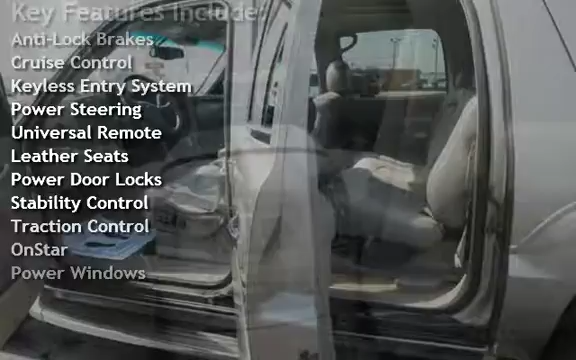 Key Features Include:
Anti-Lock Brakes
Cruise Control
Keyless Entry System
Power Steering
Universal Remote
Leather Seats
Power Door Locks
Stability Control
Traction Control
OnStar
Power Windows